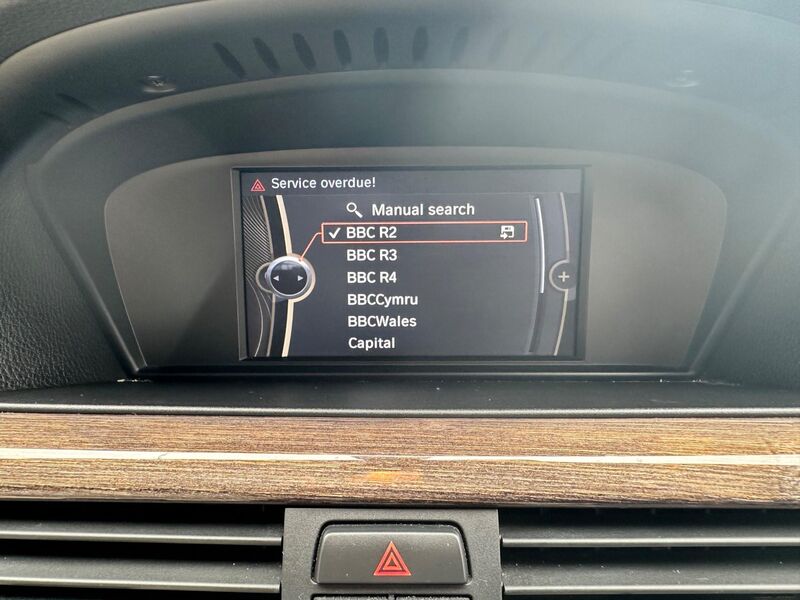 Service overdue!
Manual search
BBC R2
BBC R3
BBC R4
BBCCymru
BBCWales
Capital